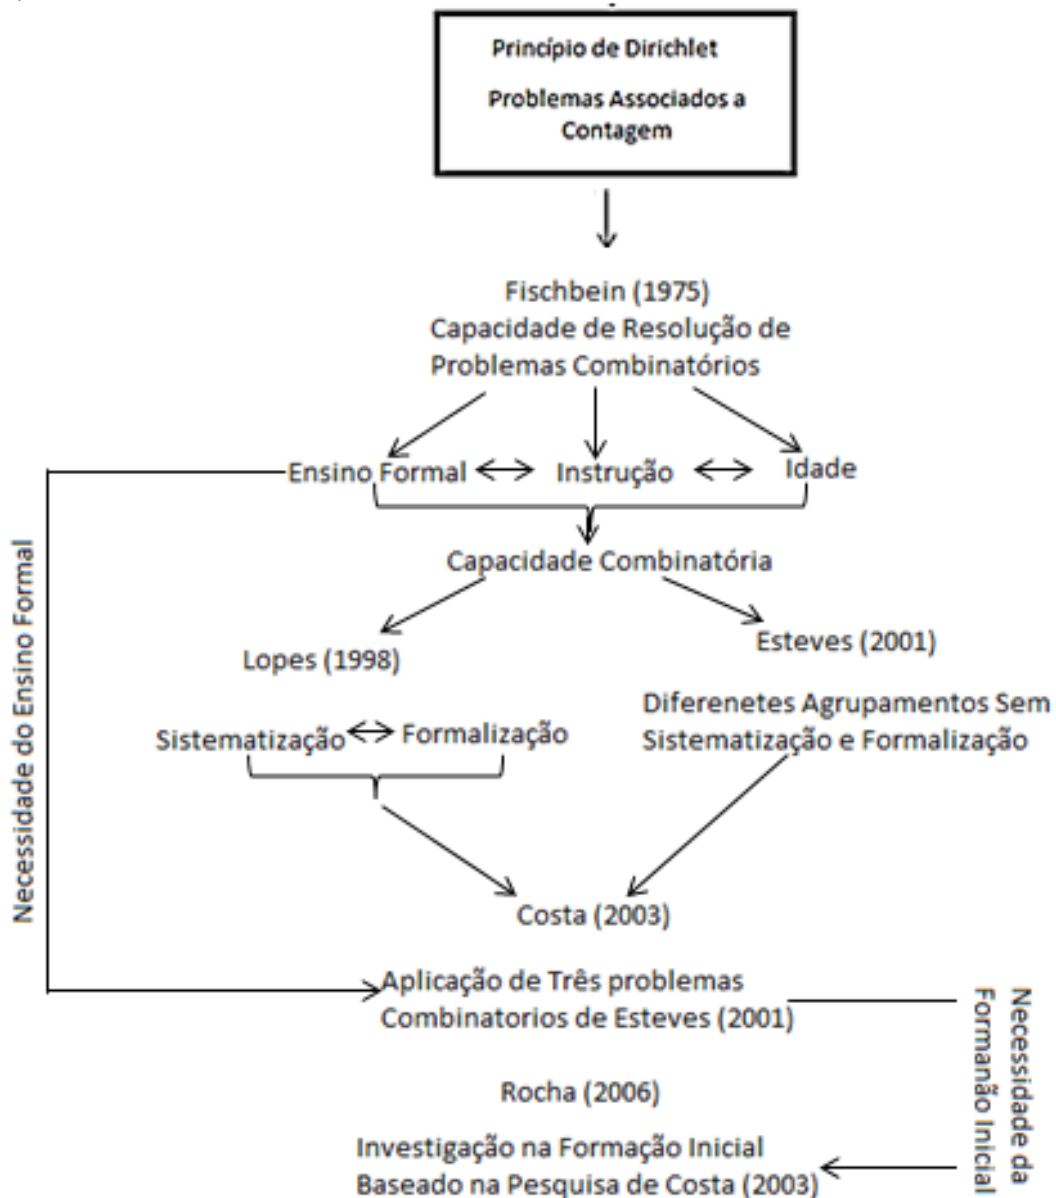 Princípio de Dirichlet
Problemas Associados a
Contagem
Fischbein (1975)
Capacidade de Resolução de
Problemas Combinatórios
Ensino Formal
Instrução
Idade
Capacidade Combinatória
Lopes (1998)
Esteves (2001)
Sistematização
Formalização
Diferenetes Agrupamentos Sem
Sistematização e Formalização
Necessidade do Ensino Formal
Costa (2003)
Aplicação de Três problemas
Combinatorios de Esteves (2001)
Necessidade da
Formanão Inicial
Rocha (2006)
Investigação na Formação Inicial
Baseado na Pesquisa de Costa (2003)